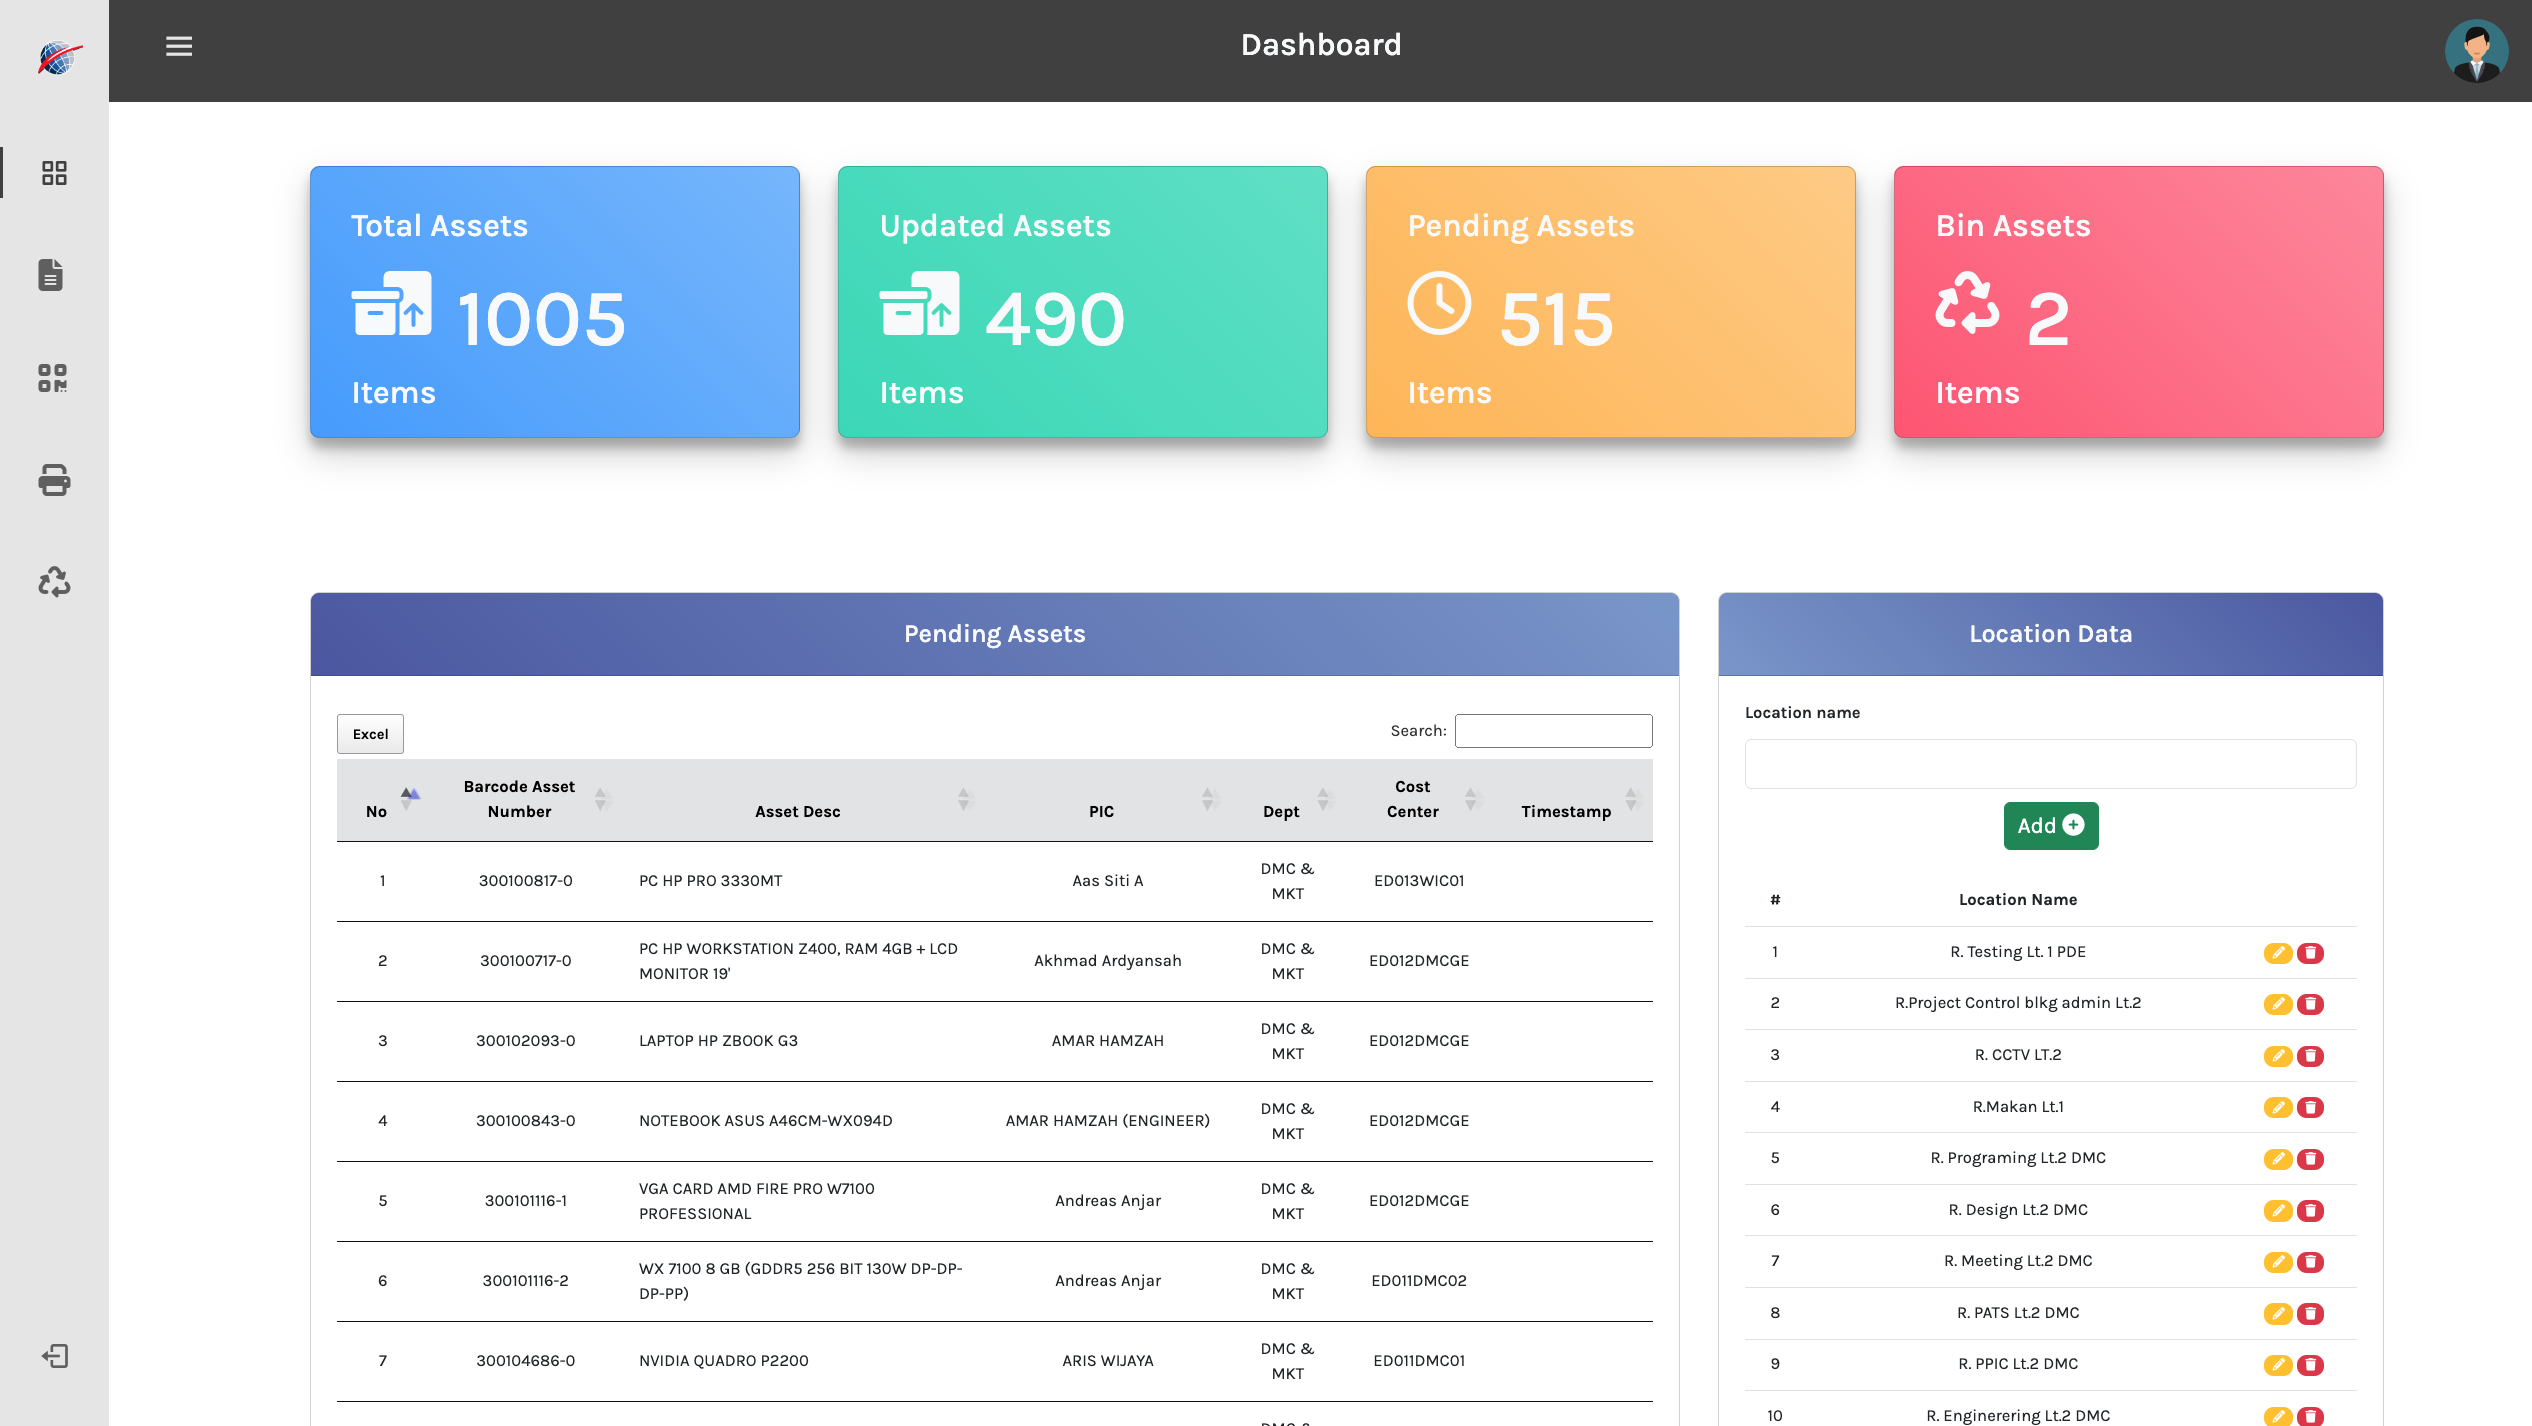 Dashboard
Total Assets
1005
Items
Updated Assets
490
Items
Pending Assets
515
Items
Bin Assets
2
Items
Pending Assets
Excel
Search:
No
Barcode Asset
Number
Asset Desc
PIC
Dept
Cost
Center
Timestamp
1 300100817-0 PC HP PRO 3330MT Aas Siti A DMC &
MKT ED013WIC01
2 300100717-0 PC HP WORKSTATION Z400, RAM 4GB + LCD
MONITOR 19' Akhmad Ardyansah DMC &
MKT ED012DMCGE
3 300102093-0 LAPTOP HP ZBOOK G3 AMAR HAMZAH DMC &
MKT ED012DMCGE
4 300100843-0 NOTEBOOK ASUS A46CM-WX094D AMAR HAMZAH (ENGINEER) DMC &
MKT ED012DMCGE
5 300101116-1 VGA CARD AMD FIRE PRO W7100
PROFESSIONAL Andreas Anjar DMC &
MKT ED012DMCGE
6 300101116-2 WX 7100 8 GB (GDDR5 256 BIT 130W DP-DP-
DP-PP) Andreas Anjar DMC &
MKT ED011DMC02
7 300104686-0 NVIDIA QUADRO P2200 ARIS WIJAYA DMC &
MKT ED011DMC01
Location Data
Location name
Add
# Location Name
1 R. Testing Lt. 1 PDE
2 R.Project Control blkg admin Lt.2
3 R. CCTV LT.2
4 R.Makan Lt.1
5 R. Programing Lt.2 DMC
6 R. Design Lt.2 DMC
7 R. Meeting Lt.2 DMC
8 R. PATS Lt.2 DMC
9 R. PPIC Lt.2 DMC
10 R. Enginerering Lt.2 DMC